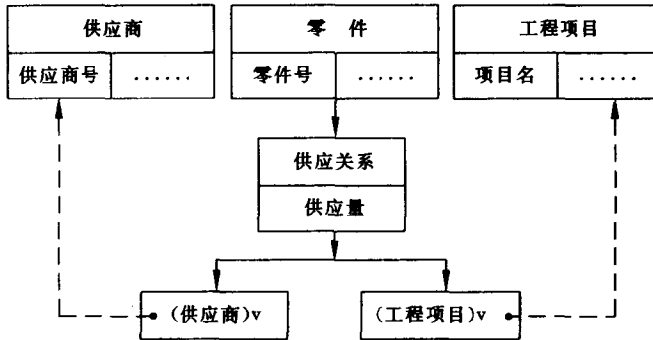 供应商 零 件 工程项目
供应商号 ······ 零件号 ······ 项目名 ······
供应关系
供应量
(供应商)v (工程项目)v